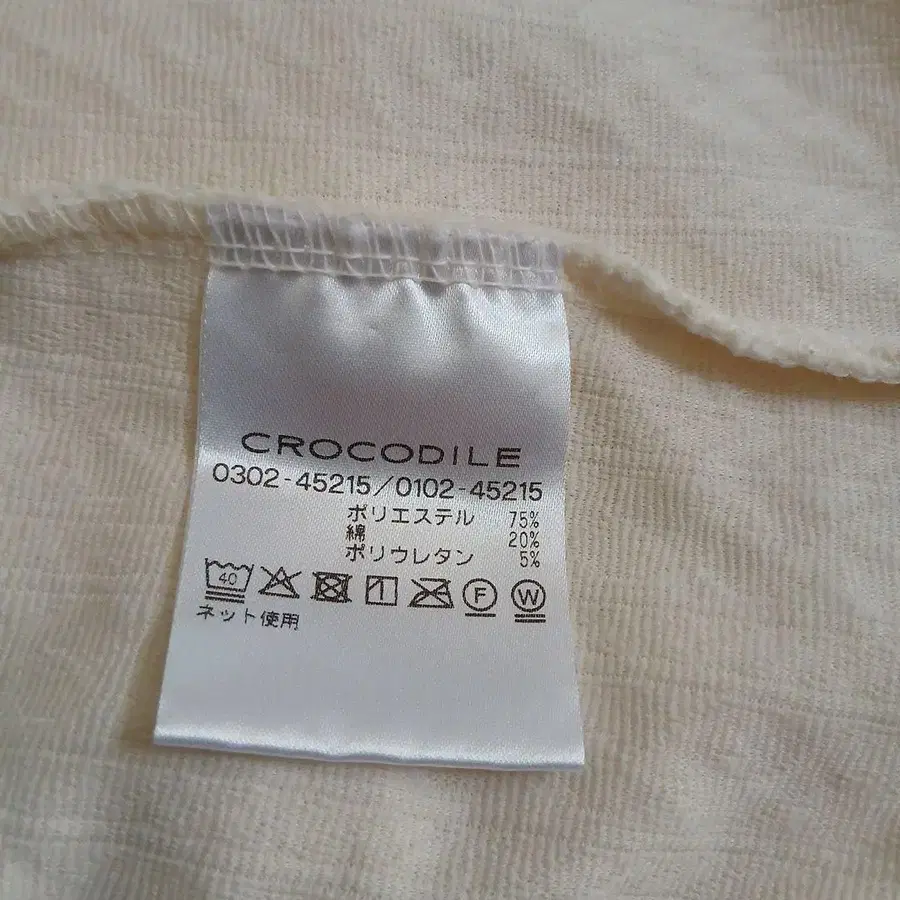 CROCODILE
0302-45215/0102-45215
ポリエステル 75%
綿 20%
ポリウレタン 5%
40 F W
ネット使用